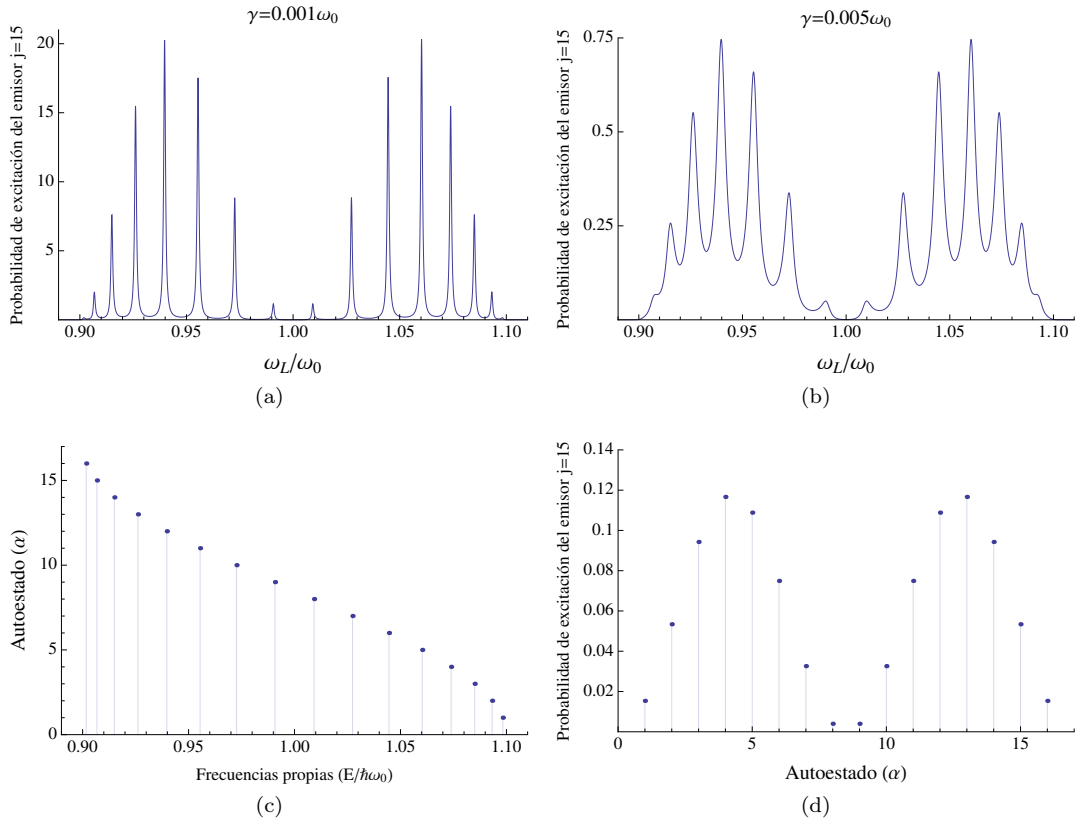 γ=0.001ω₀
Probabilidad de excitación del emisor j=15
20
15
10
5
0.90
0.95
1.00
1.05
1.10
ω_L/ω₀
(a)
γ=0.005ω₀
Probabilidad de excitación del emisor j=15
0.75
0.5
0.25
0
0.90
0.95
1.00
1.05
1.10
ω_L/ω₀
(b)
Autoestado (α)
15
10
5
0
0.90
0.95
1.00
1.05
1.10
Frecuencias propias (E/ℏω₀)
(c)
Probabilidad de excitación del emisor j=15
0.14
0.12
0.1
0.08
0.06
0.04
0.02
0
5
10
15
Autoestado (α)
(d)